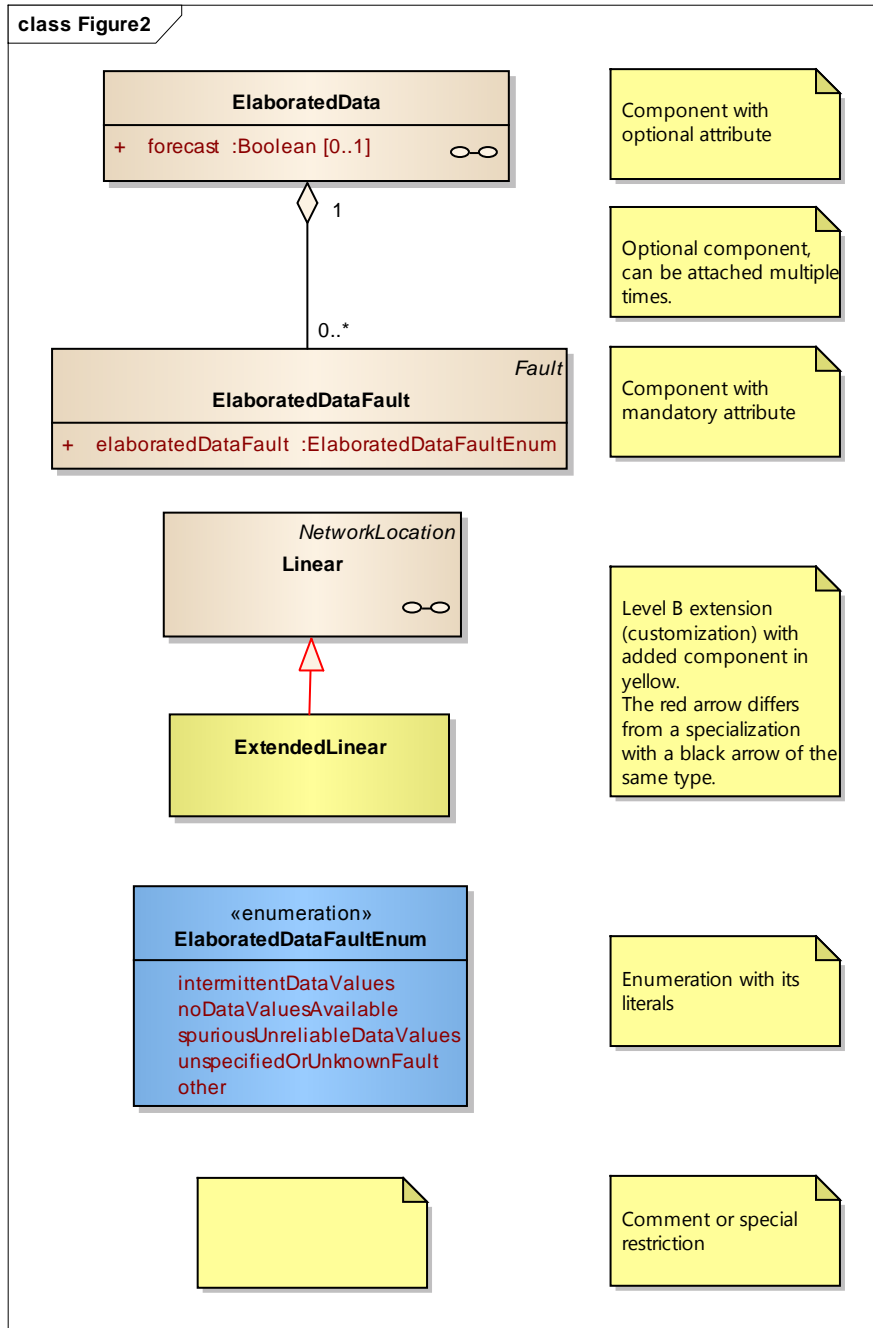 class Figure2
ElaboratedData
+ forecast :Boolean [0..1]
Component with
optional attribute
1
Optional component,
can be attached multiple
times.
0..*
Fault
ElaboratedDataFault
+ elaboratedDataFault :ElaboratedDataFaultEnum
Component with
mandatory attribute
NetworkLocation
Linear
ExtendedLinear
Level B extension
(customization) with
added component in
yellow.
The red arrow differs
from a specialization
with a black arrow of the
same type.
«enumeration»
ElaboratedDataFaultEnum
intermittentDataValues
noDataValuesAvailable
spuriousUnreliableDataValues
unspecifiedOrUnknownFault
other
Enumeration with its
literals
Comment or special
restriction